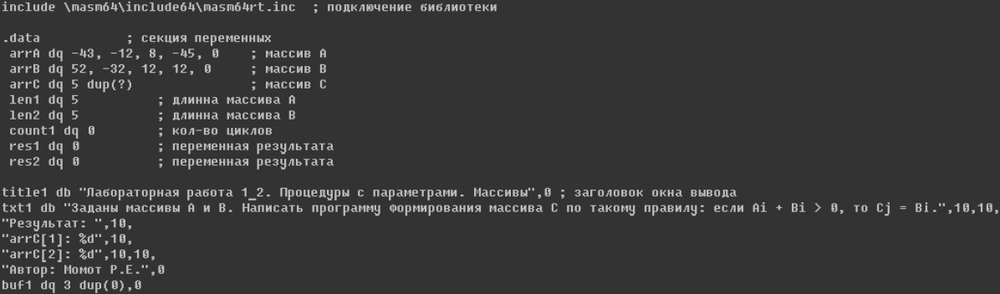 include \masm64\include64\masm64rt.inc  ; подключение библиотеки
.data           ; секция переменных
arrA dq -43, -12, 8, -45, 0    ; массив A
arrB dq 52, -32, 12, 12, 0     ; массив B
arrC dq 5 dup(?)               ; массив C
len1 dq 5          ; длинна массива A
len2 dq 5          ; длинна массива B
count1 dq 0        ; кол-во циклов
res1 dq 0          ; переменная результата
res2 dq 0          ; переменная результата
title1 db "Лабораторная работа 1_2. Процедуры с параметрами. Массивы",0 ; заголовок окна вывода
txt1 db "Заданы массивы A и B. Написать программу формирования массива C по такому правилу: если Ai + Bi > 0, то Cj = Bi.",10,10,
"Результат: ",10,
"arrC[1]: %d",10,
"arrC[2]: %d",10,10,
"Автор: Момот Р.Е.",0
buf1 dq 3 dup(0),0